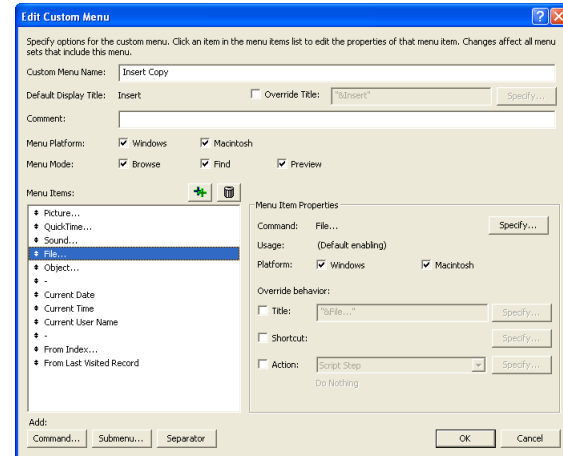 Edit Custom Menu
Specify options for the custom menu. Click an item in the menu items list to edit the properties of that menu item. Changes affect all menu
sets that include this menu.
Custom Menu Name: Insert Copy
Default Display Title: Insert Override Title: "&Insert" Specify...
Comment:
Menu Platform: Windows Macintosh
Menu Mode: Browse Find Preview
Menu Items:
Picture...
QuickTime...
Sound...
File...
Object...
-
Current Date
Current Time
Current User Name
-
From Index...
From Last Visited Record
Menu Item Properties
Command: File... Specify...
Usage: (Default enabling)
Platform: Windows Macintosh
Override behavior:
Title: "&File..." Specify...
Shortcut: Specify...
Action: Script Step Specify...
Do Nothing
Add:
Command... Submenu... Separator
OK Cancel